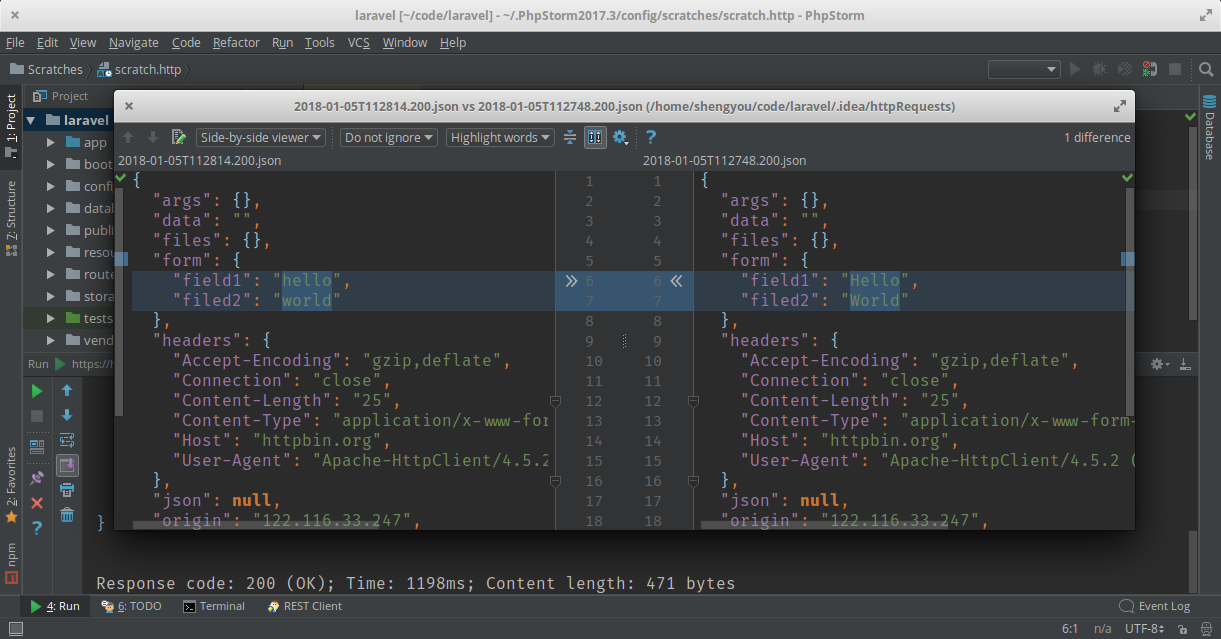 laravel [~/code/laravel] - ~/.PhpStorm2017.3/config/scratches/scratch.http - PhpStorm
File Edit View Navigate Code Refactor Run Tools VCS Window Help
Scratches scratch.http
1: Project
7: Structure
2: Favorites
npm
Project
laravel
app
boot
confi
datal
publi
resou
route
stora
tests
vend
Run https://h
2018-01-05T112814.200.json vs 2018-01-05T112748.200.json (/home/shengyou/code/laravel/.idea/httpRequests)
Side-by-side viewer Do not ignore Highlight words ? 1 difference
2018-01-05T112814.200.json 2018-01-05T112748.200.json
{ 1 1 {
"args": {}, 2 2 "args": {},
"data": "", 3 3 "data": "",
"files": {}, 4 4 "files": {},
"form": { 5 5 "form": {
"field1": "hello", 6 6 "field1": "Hello",
"filed2": "world" 7 7 "filed2": "World"
}, 8 8 },
"headers": { 9 9 "headers": {
"Accept-Encoding": "gzip,deflate", 10 10 "Accept-Encoding": "gzip,deflate",
"Connection": "close", 11 11 "Connection": "close",
"Content-Length": "25", 12 12 "Content-Length": "25",
"Content-Type": "application/x-www-for 13 13 "Content-Type": "application/x-www-form-
"Host": "httpbin.org", 14 14 "Host": "httpbin.org",
"User-Agent": "Apache-HttpClient/4.5.2 15 15 "User-Agent": "Apache-HttpClient/4.5.2 (
}, 16 16 },
"json": null, 17 17 "json": null,
"origin": "122.116.33.247", 18 18 "origin": "122.116.33.247",
Database
}
Response code: 200 (OK); Time: 1198ms; Content length: 471 bytes
4: Run 6: TODO Terminal REST Client Event Log
6:1 n/a UTF-8